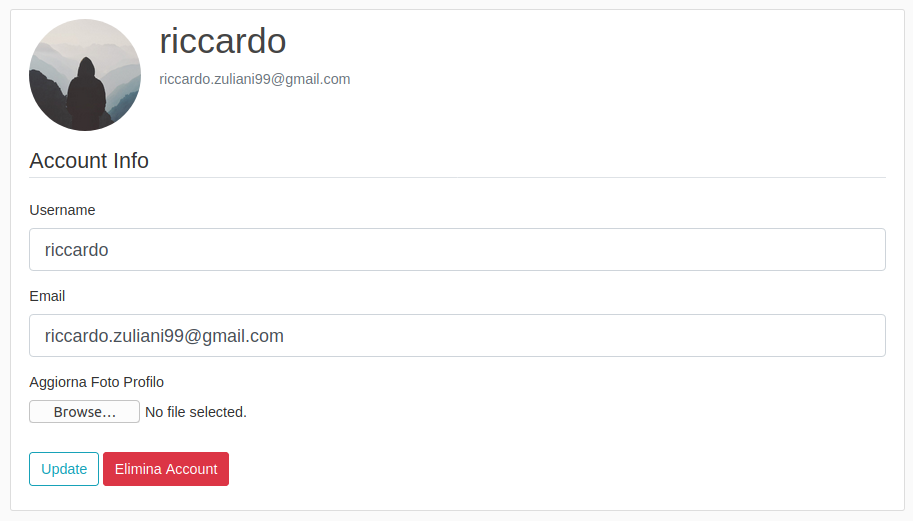 riccardo
riccardo.zuliani99@gmail.com
Account Info
Username
riccardo
Email
riccardo.zuliani99@gmail.com
Aggiorna Foto Profilo
Browse... No file selected.
Update Elimina Account